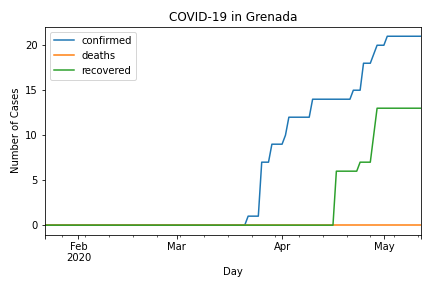 COVID-19 in Grenada
confirmed
deaths
recovered
Number of Cases
20
15
10
5
0
Feb
2020
Mar
Apr
May
Day